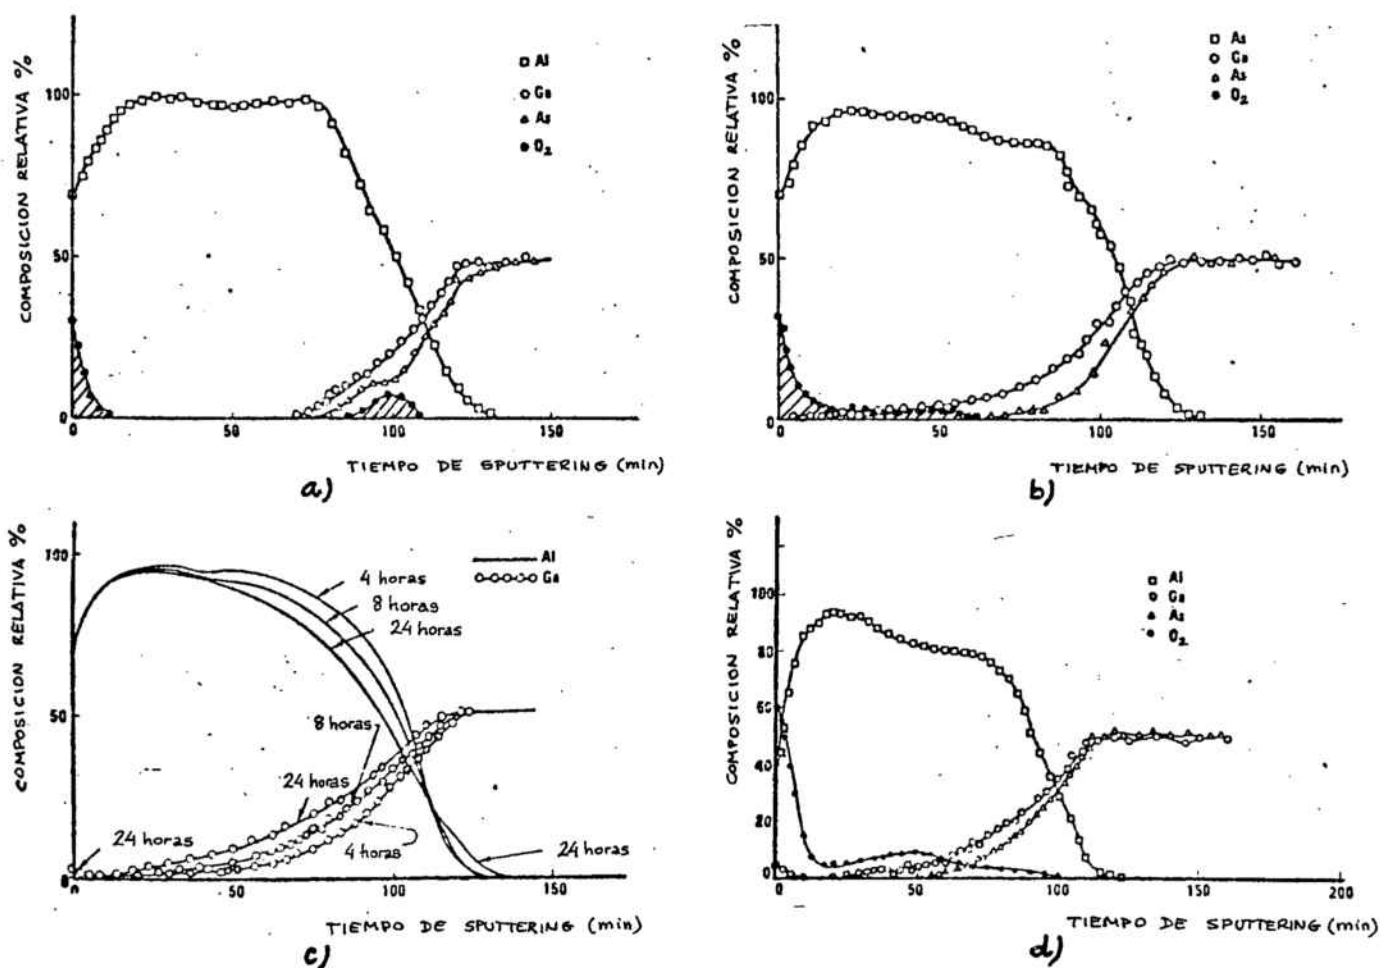 COMPOSICION RELATIVA %
100
50
0
□ Al
○ Ga
▵ As
● O₂
0 50 100 150
TIEMPO DE SPUTTERING (min)
a)
COMPOSICION RELATIVA %
100
50
0
□ As
○ Ga
▵ As
● O₂
0 50 100 150
TIEMPO DE SPUTTERING (min)
b)
COMPOSICION RELATIVA %
100
50
0
Al
Ga
4 horas
8 horas
24 horas
8 horas
24 horas
24 horas
4 horas
24 horas
0 50 100 150
TIEMPO DE SPUTTERING (min)
c)
COMPOSICION RELATIVA %
100
80
60
40
20
0
□ Al
○ Ga
▵ As
● O₂
0 50 100 150 200
TIEMPO DE SPUTTERING (min)
d)